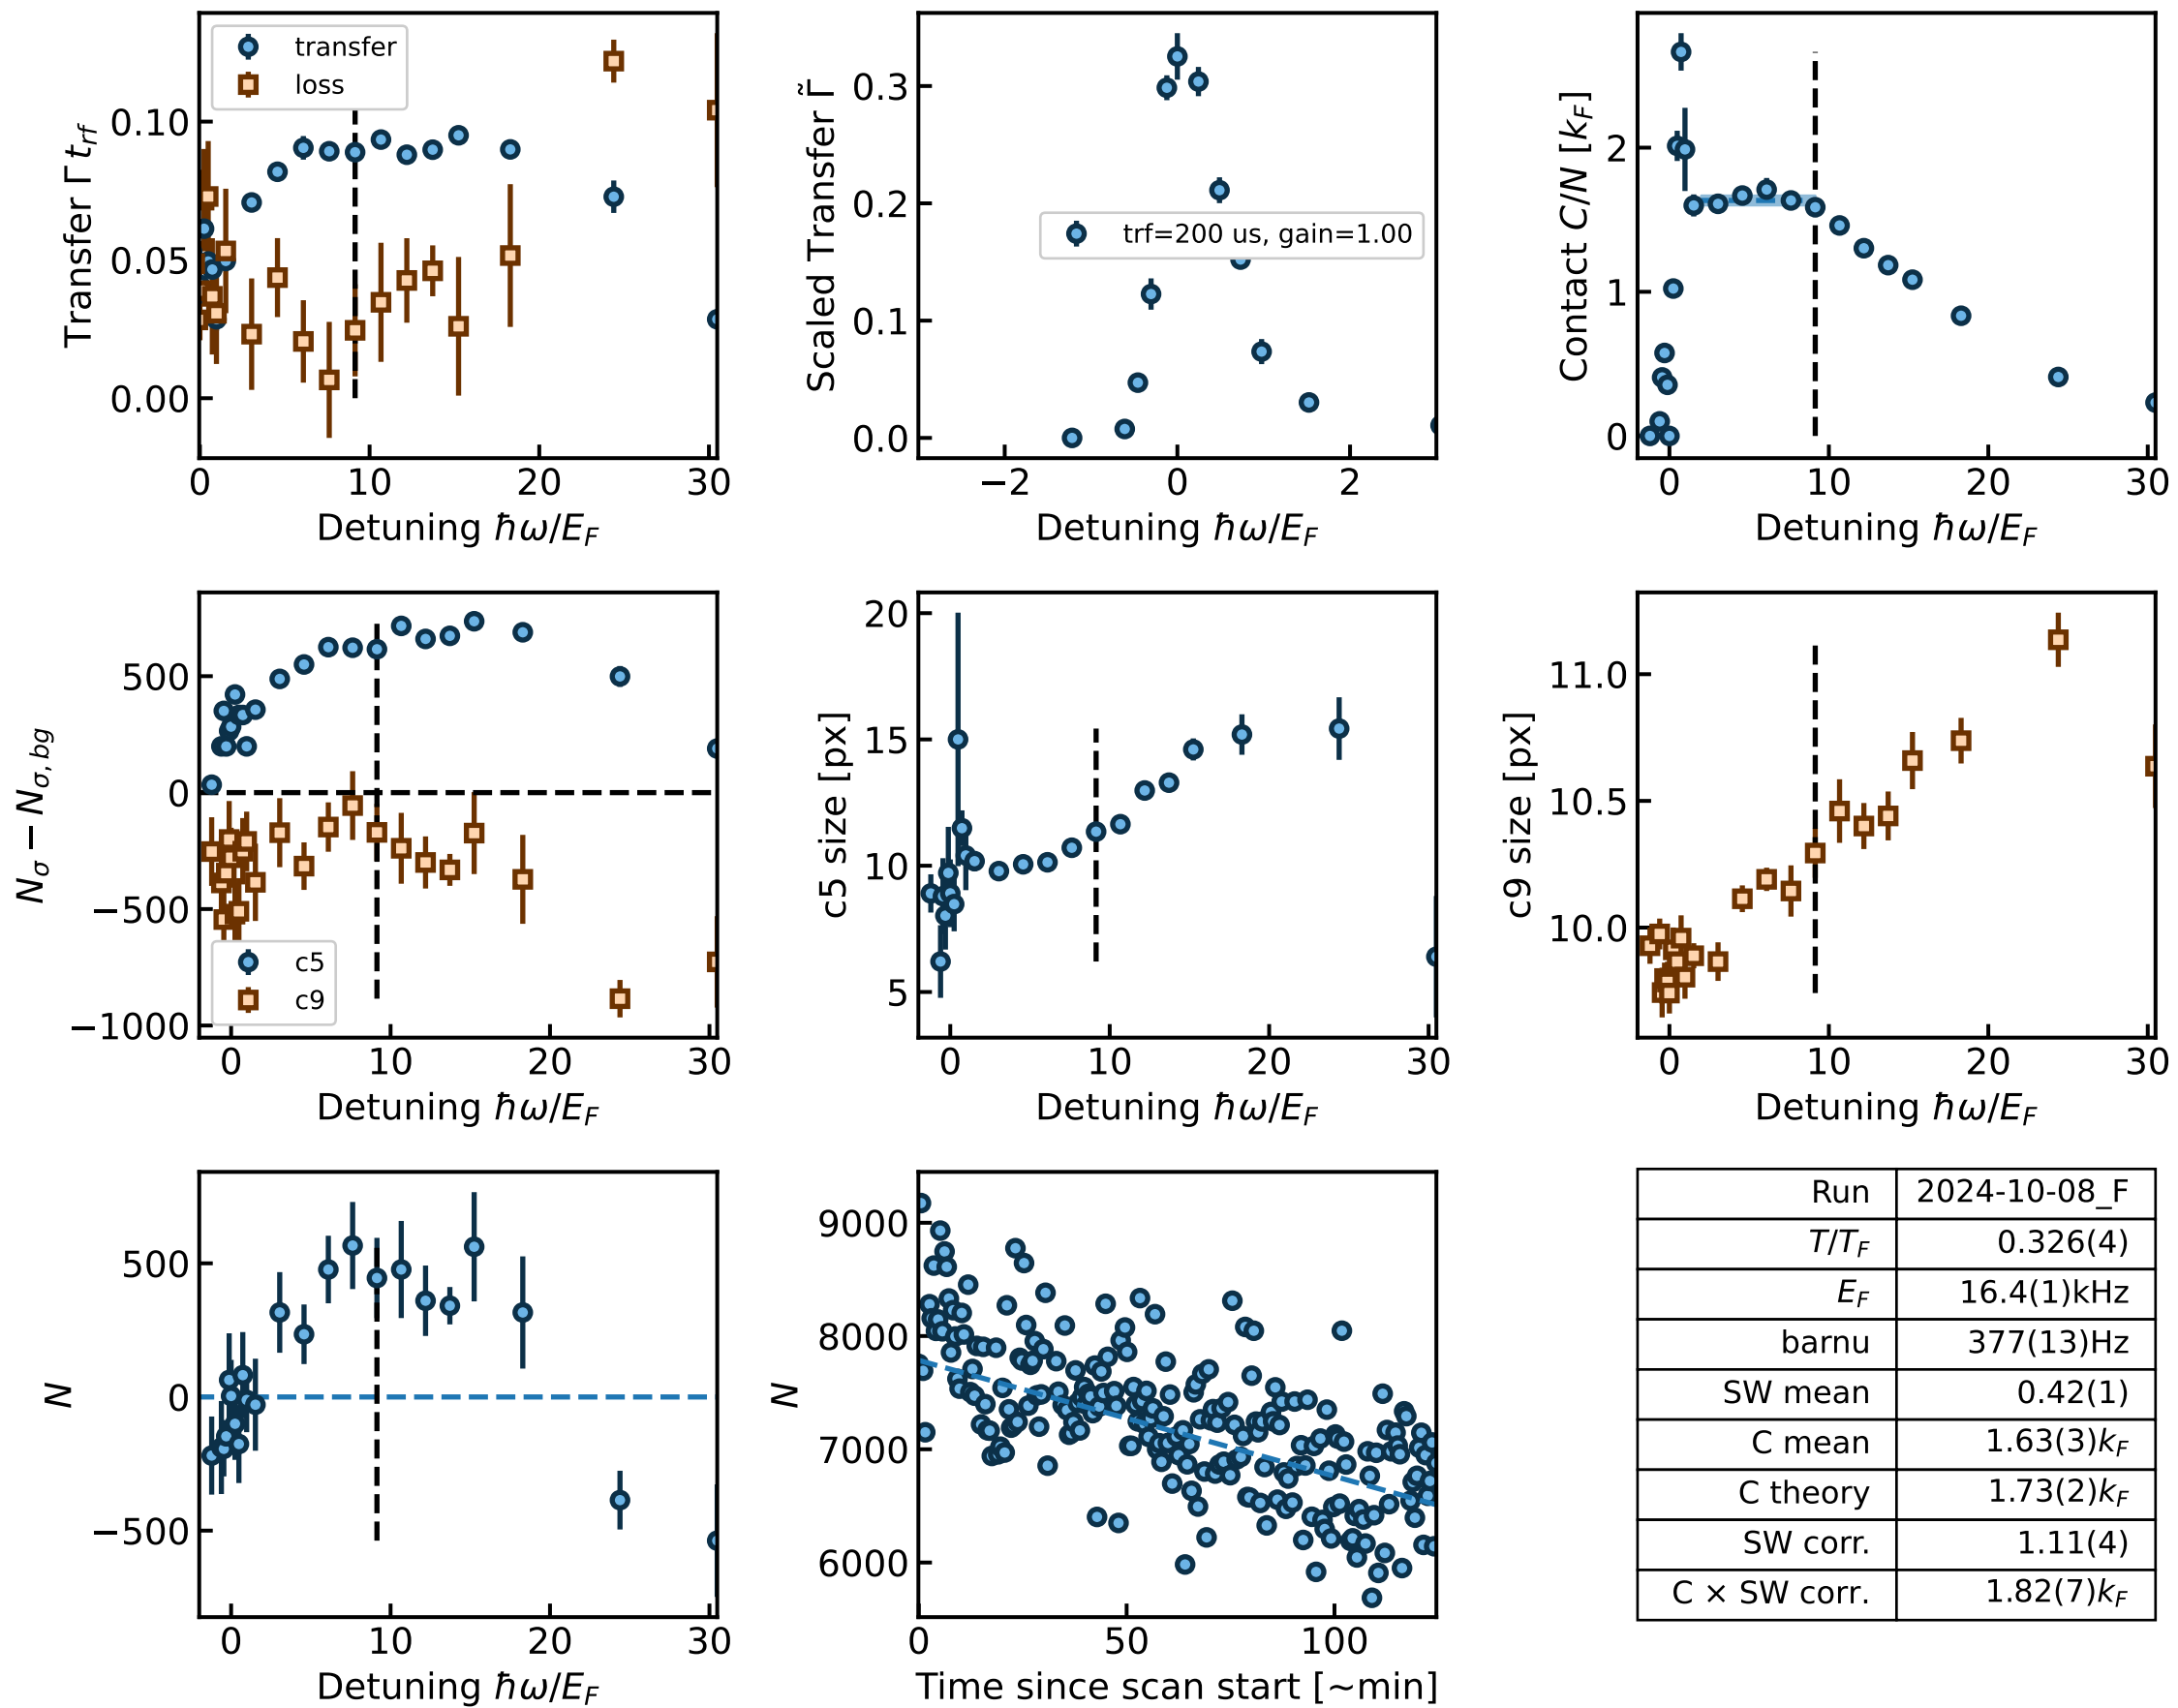 transfer
loss
0.10
0.05
0.00
Transfer Γ t_rf
0 10 20 30
Detuning ħω/E_F
0.3
0.2
0.1
0.0
Scaled Transfer Γ̃
trf=200 us, gain=1.00
−2 0 2
Detuning ħω/E_F
2
1
0
Contact C/N [k_F]
0 10 20 30
Detuning ħω/E_F
500
0
−500
−1000
N_σ − N_σ,bg
c5
c9
0 10 20 30
Detuning ħω/E_F
20
15
10
5
c5 size [px]
0 10 20 30
Detuning ħω/E_F
11.0
10.5
10.0
c9 size [px]
0 10 20 30
Detuning ħω/E_F
500
0
−500
N
0 10 20 30
Detuning ħω/E_F
9000
8000
7000
6000
N
0 50 100
Time since scan start [~min]
Run 2024-10-08_F
T/T_F 0.326(4)
E_F 16.4(1)kHz
barnu 377(13)Hz
SW mean 0.42(1)
C mean 1.63(3)k_F
C theory 1.73(2)k_F
SW corr. 1.11(4)
C × SW corr. 1.82(7)k_F